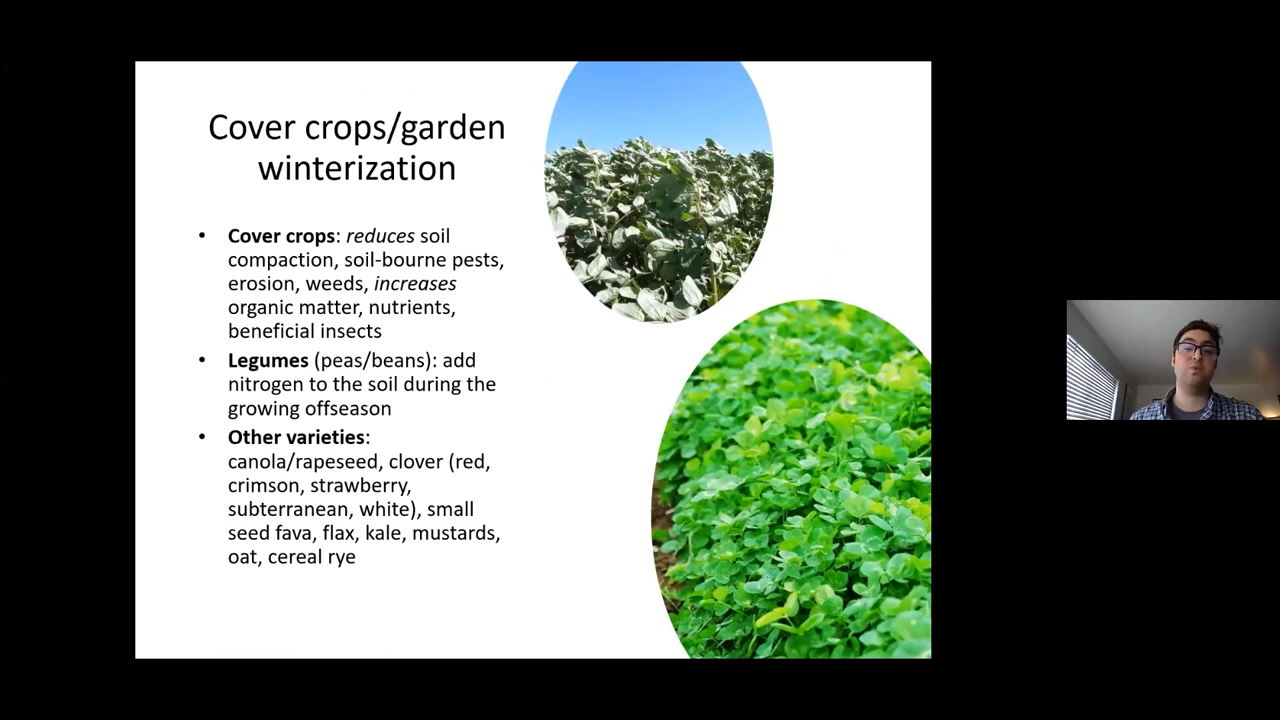 Cover crops/garden
winterization
• Cover crops: reduces soil
compaction, soil-bourne pests,
erosion, weeds, increases
organic matter, nutrients,
beneficial insects
• Legumes (peas/beans): add
nitrogen to the soil during the
growing offseason
• Other varieties:
canola/rapeseed, clover (red,
crimson, strawberry,
subterranean, white), small
seed fava, flax, kale, mustards,
oat, cereal rye